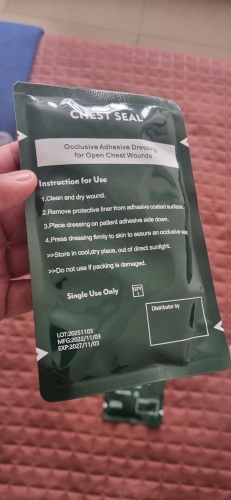 CHEST SEAL
Occlusive Adhesive Dressing
for Open Chest Wounds
Instruction for Use
1.Clean and dry wound.
2.Remove protective liner from adhesive coated surface.
3.Place dressing on patient adhesive side down.
4.Press dressing firmly to skin to assure an occlusive
>>Store in cool,dry place, out of direct sunlight.
>>Do not use if packing is damaged.
Single Use Only
QTY
1
Distributor by
LOT:20251103
MFG:2022/11/03
EXP:2027/11/03